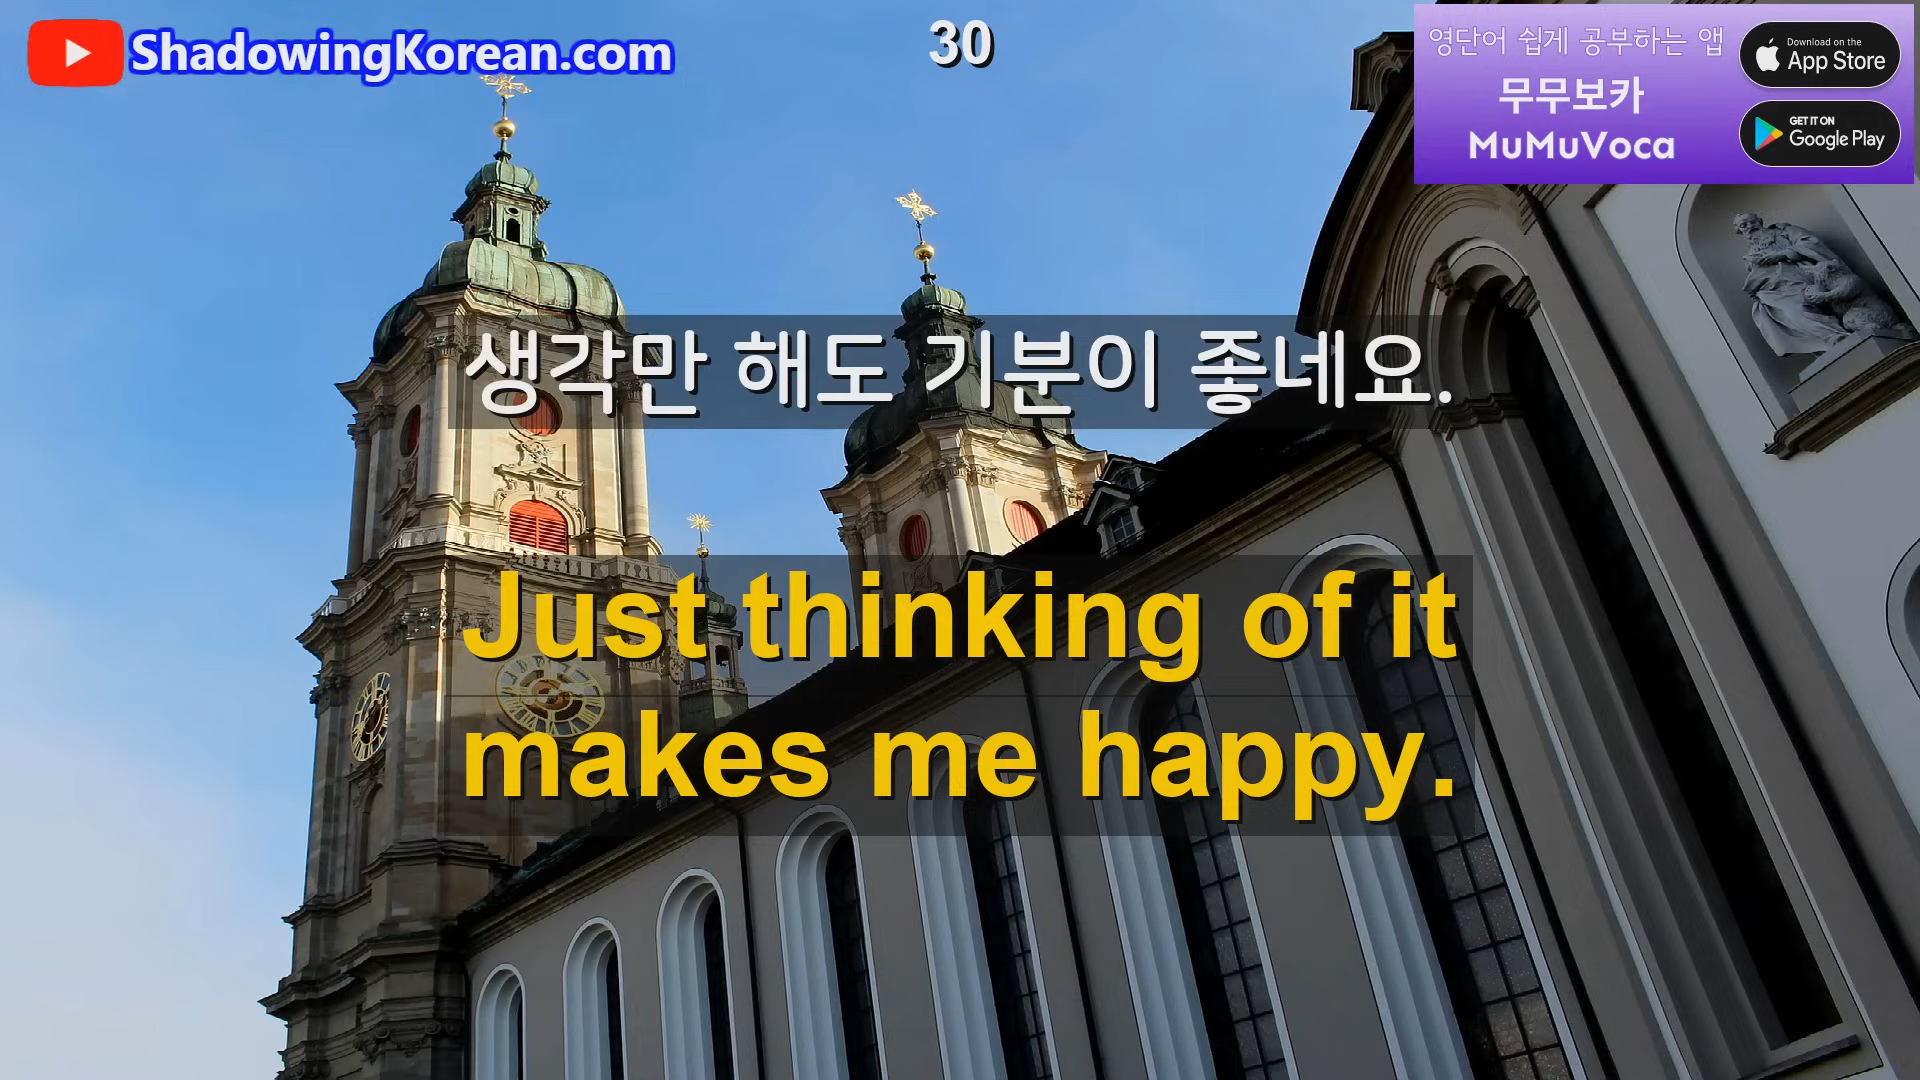 ShadowingKorean.com
30
영단어 쉽게 공부하는 앱
무무보카
MuMuVoca
Download on the
App Store
GET IT ON
Google Play
생각만 해도 기분이 좋네요.
Just thinking of it
makes me happy.